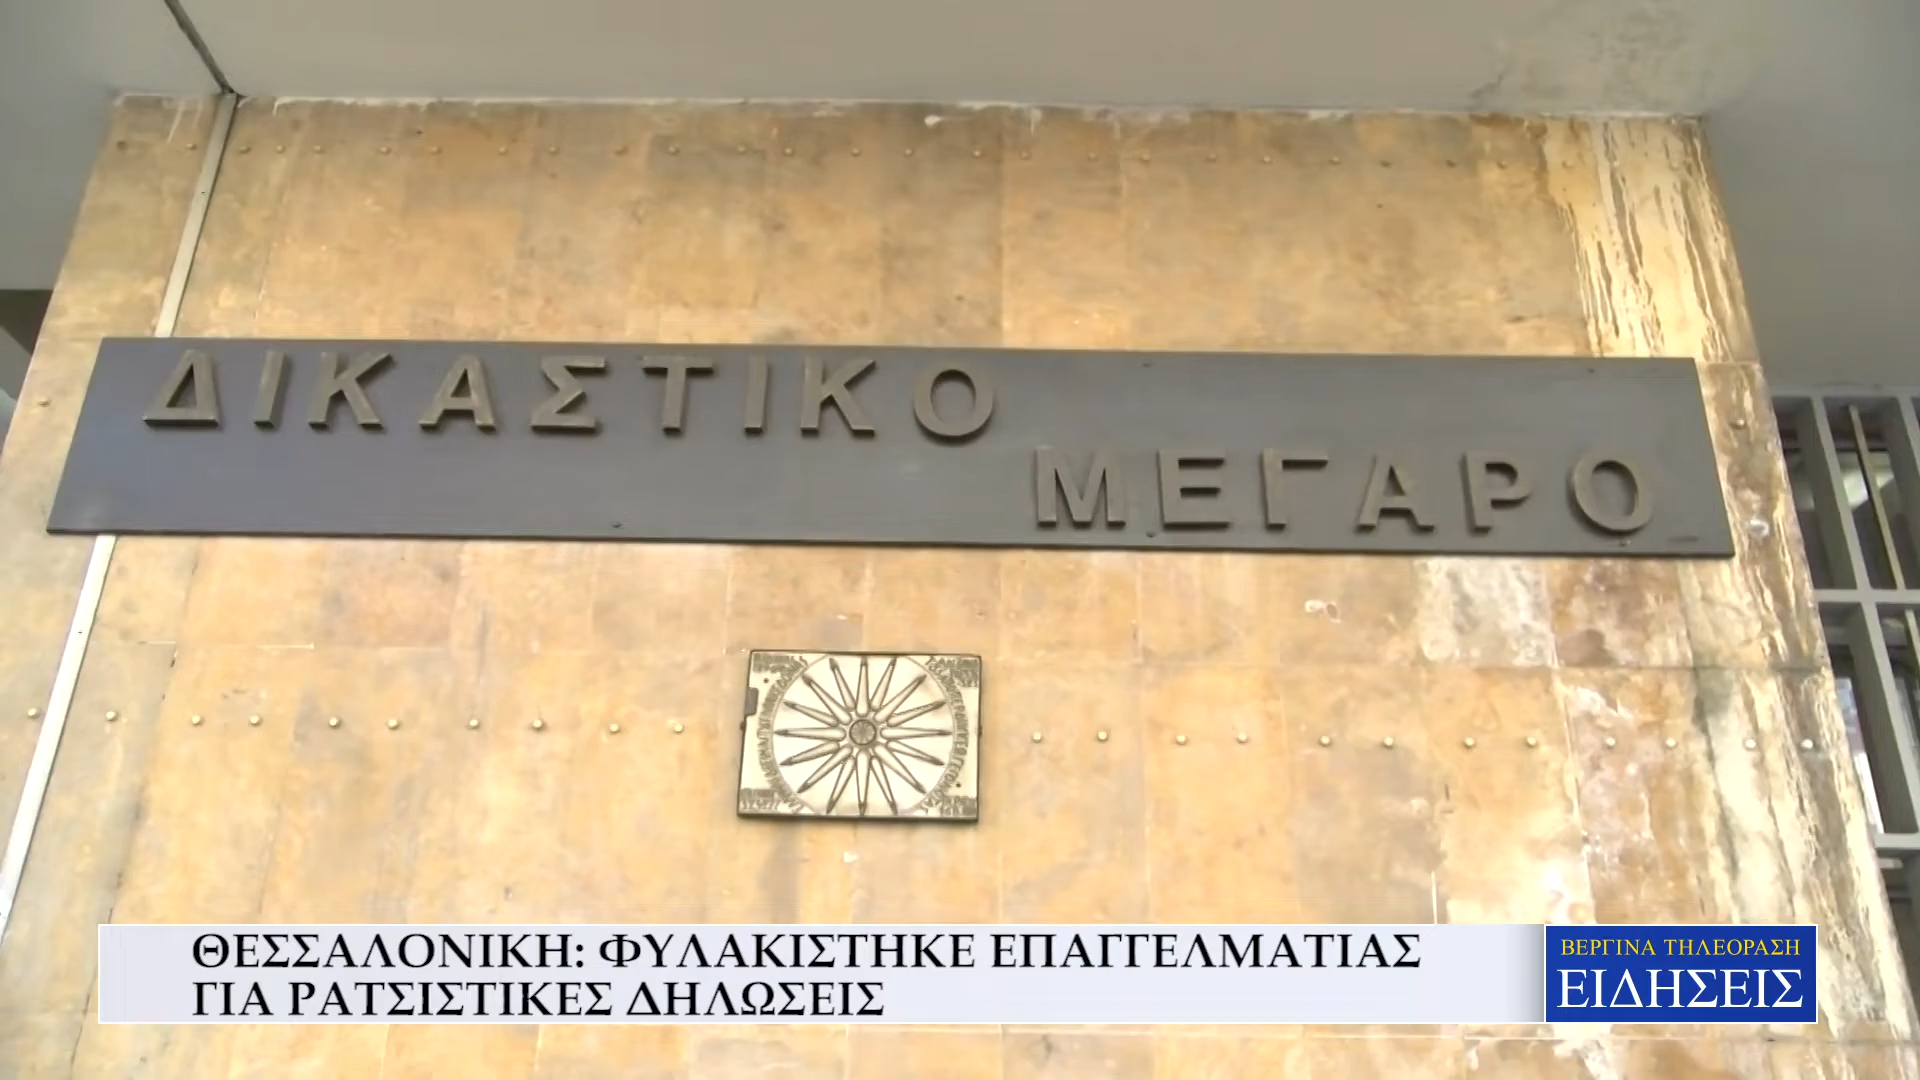 ΔΙΚΑΣΤΙΚΟ
ΜΕΓΑΡΟ
ΘΕΣΣΑΛΟΝΙΚΗ: ΦΥΛΑΚΙΣΤΗΚΕ ΕΠΑΓΓΕΛΜΑΤΙΑΣ
ΓΙΑ ΡΑΤΣΙΣΤΙΚΕΣ ΔΗΛΩΣΕΙΣ
ΒΕΡΓΙΝΑ ΤΗΛΕΟΡΑΣΗ
ΕΙΔΗΣΕΙΣ